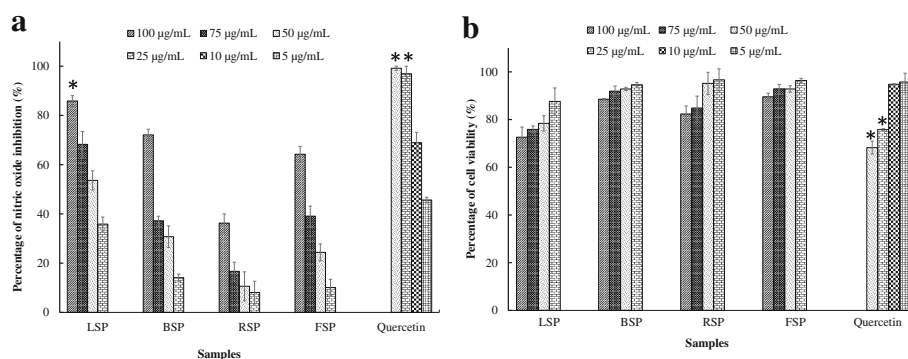 a
100 µg/mL 75 µg/mL 50 µg/mL
25 µg/mL 10 µg/mL 5 µg/mL
Percentage of nitric oxide inhibition (%)
100
80
60
40
20
0
*
* *
LSP BSP RSP FSP Quercetin
Samples
b
100 µg/mL 75 µg/mL 50 µg/mL
25 µg/mL 10 µg/mL 5 µg/mL
Percentage of cell viability (%)
100
80
60
40
20
0
*
*
LSP BSP RSP FSP Quercetin
Samples